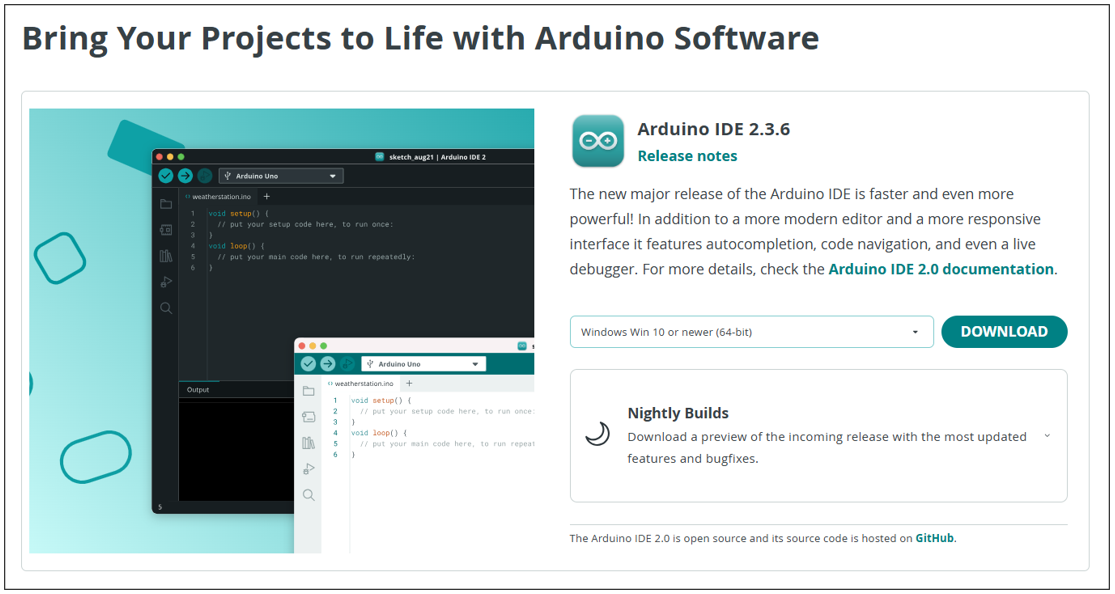 Bring Your Projects to Life with Arduino Software
sketch_aug21 | Arduino IDE 2
Arduino Uno
weatherstation.ino
1 void setup() {
2 // put your setup code here, to run once:
3 }
4 void loop() {
5 // put your main code here, to run repeatedly:
6 }
Output
5
Arduino Uno
weatherstation.ino
1 void setup() {
2 // put your setup code here, to run once:
3 }
4 void loop() {
5 // put your main code here, to run repeat
6 }
Arduino IDE 2.3.6
Release notes
The new major release of the Arduino IDE is faster and even more
powerful! In addition to a more modern editor and a more responsive
interface it features autocompletion, code navigation, and even a live
debugger. For more details, check the Arduino IDE 2.0 documentation.
Windows Win 10 or newer (64-bit)
DOWNLOAD
Nightly Builds
Download a preview of the incoming release with the most updated
features and bugfixes.
The Arduino IDE 2.0 is open source and its source code is hosted on GitHub.